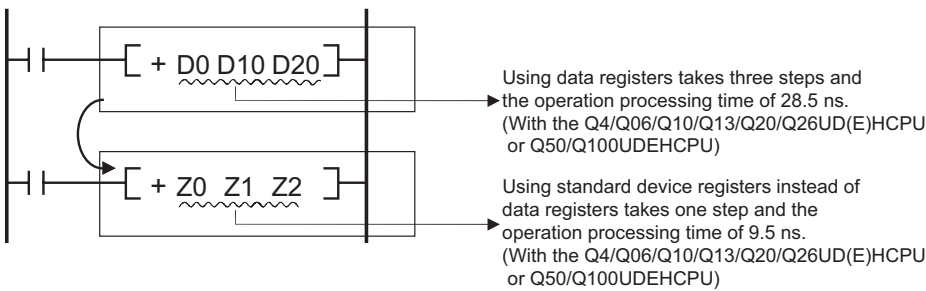 + D0 D10 D20
Using data registers takes three steps and
the operation processing time of 28.5 ns.
(With the Q4/Q06/Q10/Q13/Q20/Q26UD(E)HCPU
or Q50/Q100UDEHCPU)
+ Z0 Z1 Z2
Using standard device registers instead of
data registers takes one step and the
operation processing time of 9.5 ns.
(With the Q4/Q06/Q10/Q13/Q20/Q26UD(E)HCPU
or Q50/Q100UDEHCPU)